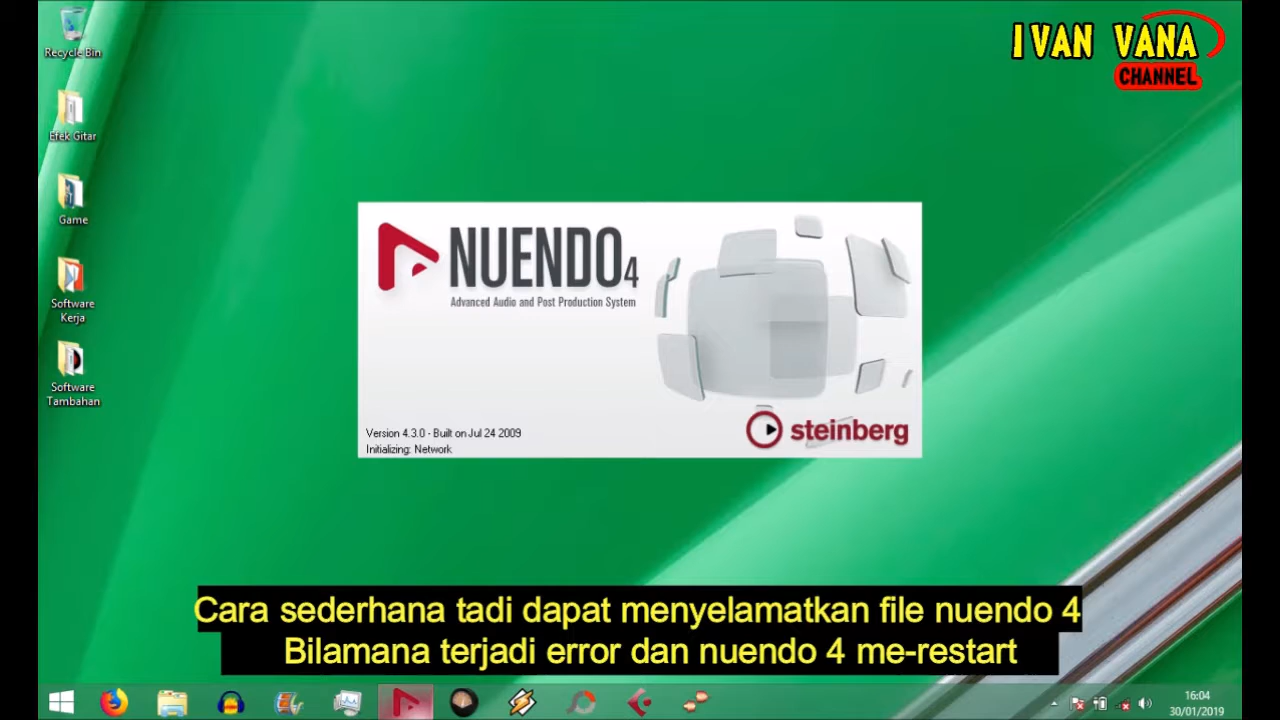 Recycle Bin
IVAN VANA
CHANNEL
Efek Gitar
Game
Software
Kerja
Software
Tambahan
NUENDO4
Advanced Audio and Post Production System
Version 4.3.0 - Built on Jul 24 2009
Initializing: Network
steinberg
Cara sederhana tadi dapat menyelamatkan file nuendo 4
Bilamana terjadi error dan nuendo 4 me-restart
16:04
30/01/2019